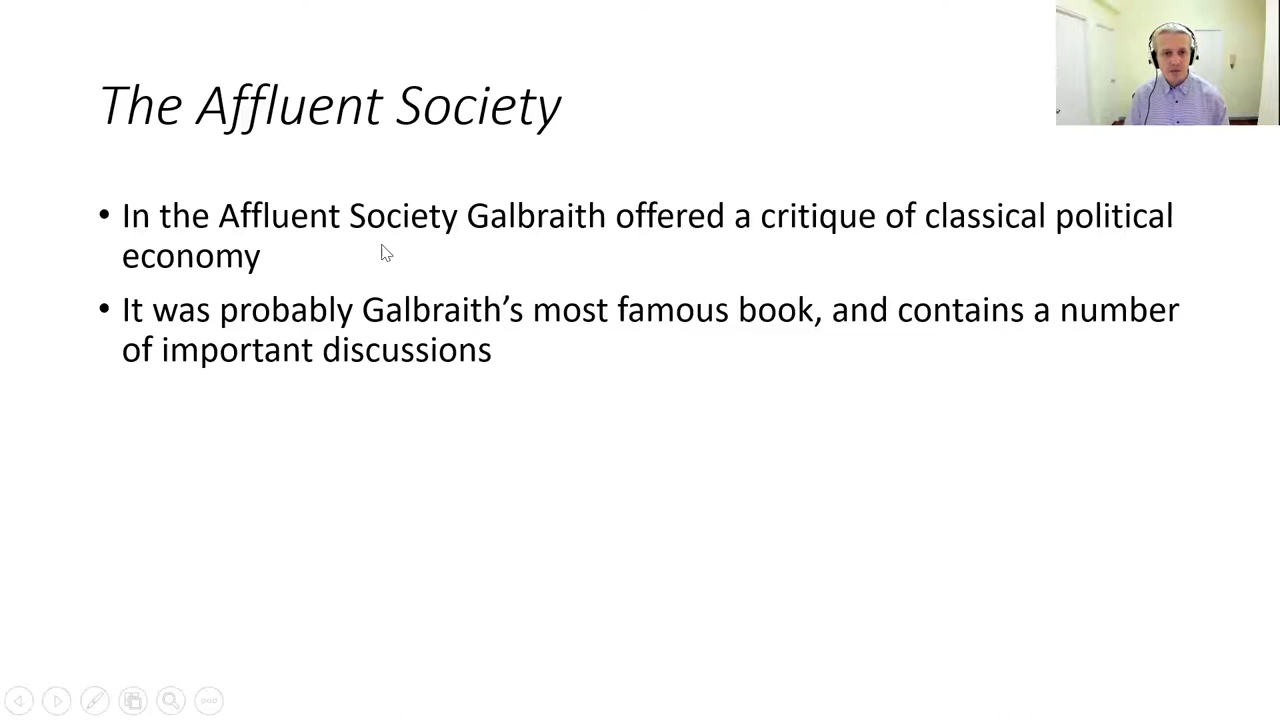 The Affluent Society
• In the Affluent Society Galbraith offered a critique of classical political
economy
• It was probably Galbraith’s most famous book, and contains a number
of important discussions